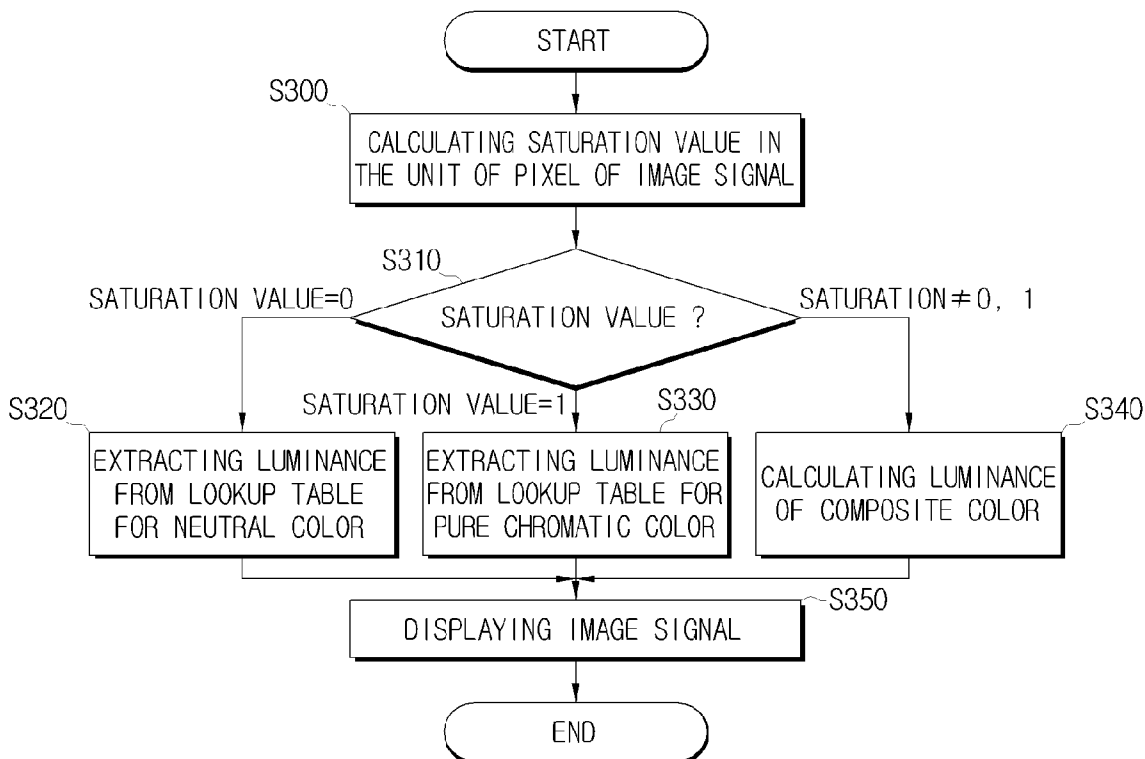 START
S300
CALCULATING SATURATION VALUE IN
THE UNIT OF PIXEL OF IMAGE SIGNAL
S310
SATURATION VALUE=0
SATURATION VALUE ?
SATURATION≠0, 1
S320
SATURATION VALUE=1
S330
S340
EXTRACTING LUMINANCE
FROM LOOKUP TABLE
FOR NEUTRAL COLOR
EXTRACTING LUMINANCE
FROM LOOKUP TABLE FOR
PURE CHROMATIC COLOR
CALCULATING LUMINANCE
OF COMPOSITE COLOR
S350
DISPLAYING IMAGE SIGNAL
END